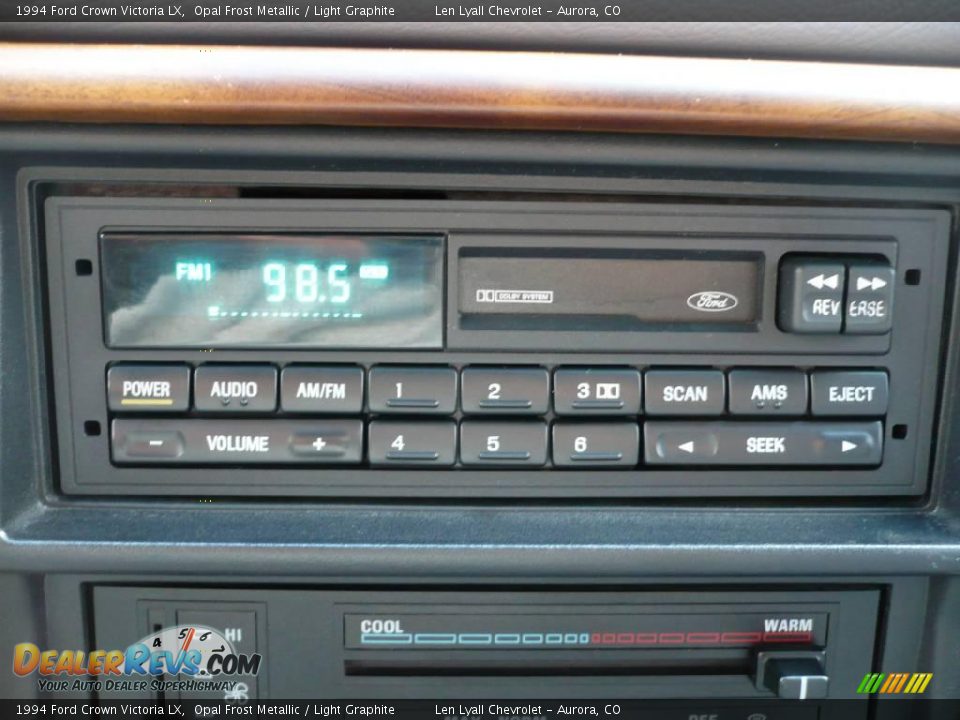 1994 Ford Crown Victoria LX, Opal Frost Metallic / Light Graphite Len Lyall Chevrolet - Aurora, CO
FM1 98.5
DOLBY SYSTEM
Ford
REV ERSE
POWER AUDIO AM/FM 1 2 3 SCAN AMS EJECT
- VOLUME + 4 5 6 SEEK
HI
COOL WARM
4 5 6
DEALERREVS.COM
YOUR AUTO DEALER SUPERHIGHWAY
1994 Ford Crown Victoria LX, Opal Frost Metallic / Light Graphite Len Lyall Chevrolet - Aurora, CO